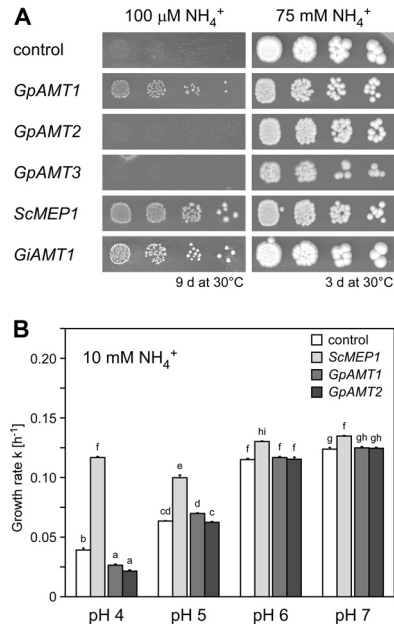 A
100 µM NH₄⁺ 75 mM NH₄⁺
control
GpAMT1
GpAMT2
GpAMT3
ScMEP1
GiAMT1
9 d at 30°C 3 d at 30°C
B
10 mM NH₄⁺
control
ScMEP1
GpAMT1
GpAMT2
Growth rate k [h⁻¹]
0.20
0.15
0.10
0.05
0
b f a a
cd e d c
f hi f f
g f gh gh
pH 4 pH 5 pH 6 pH 7